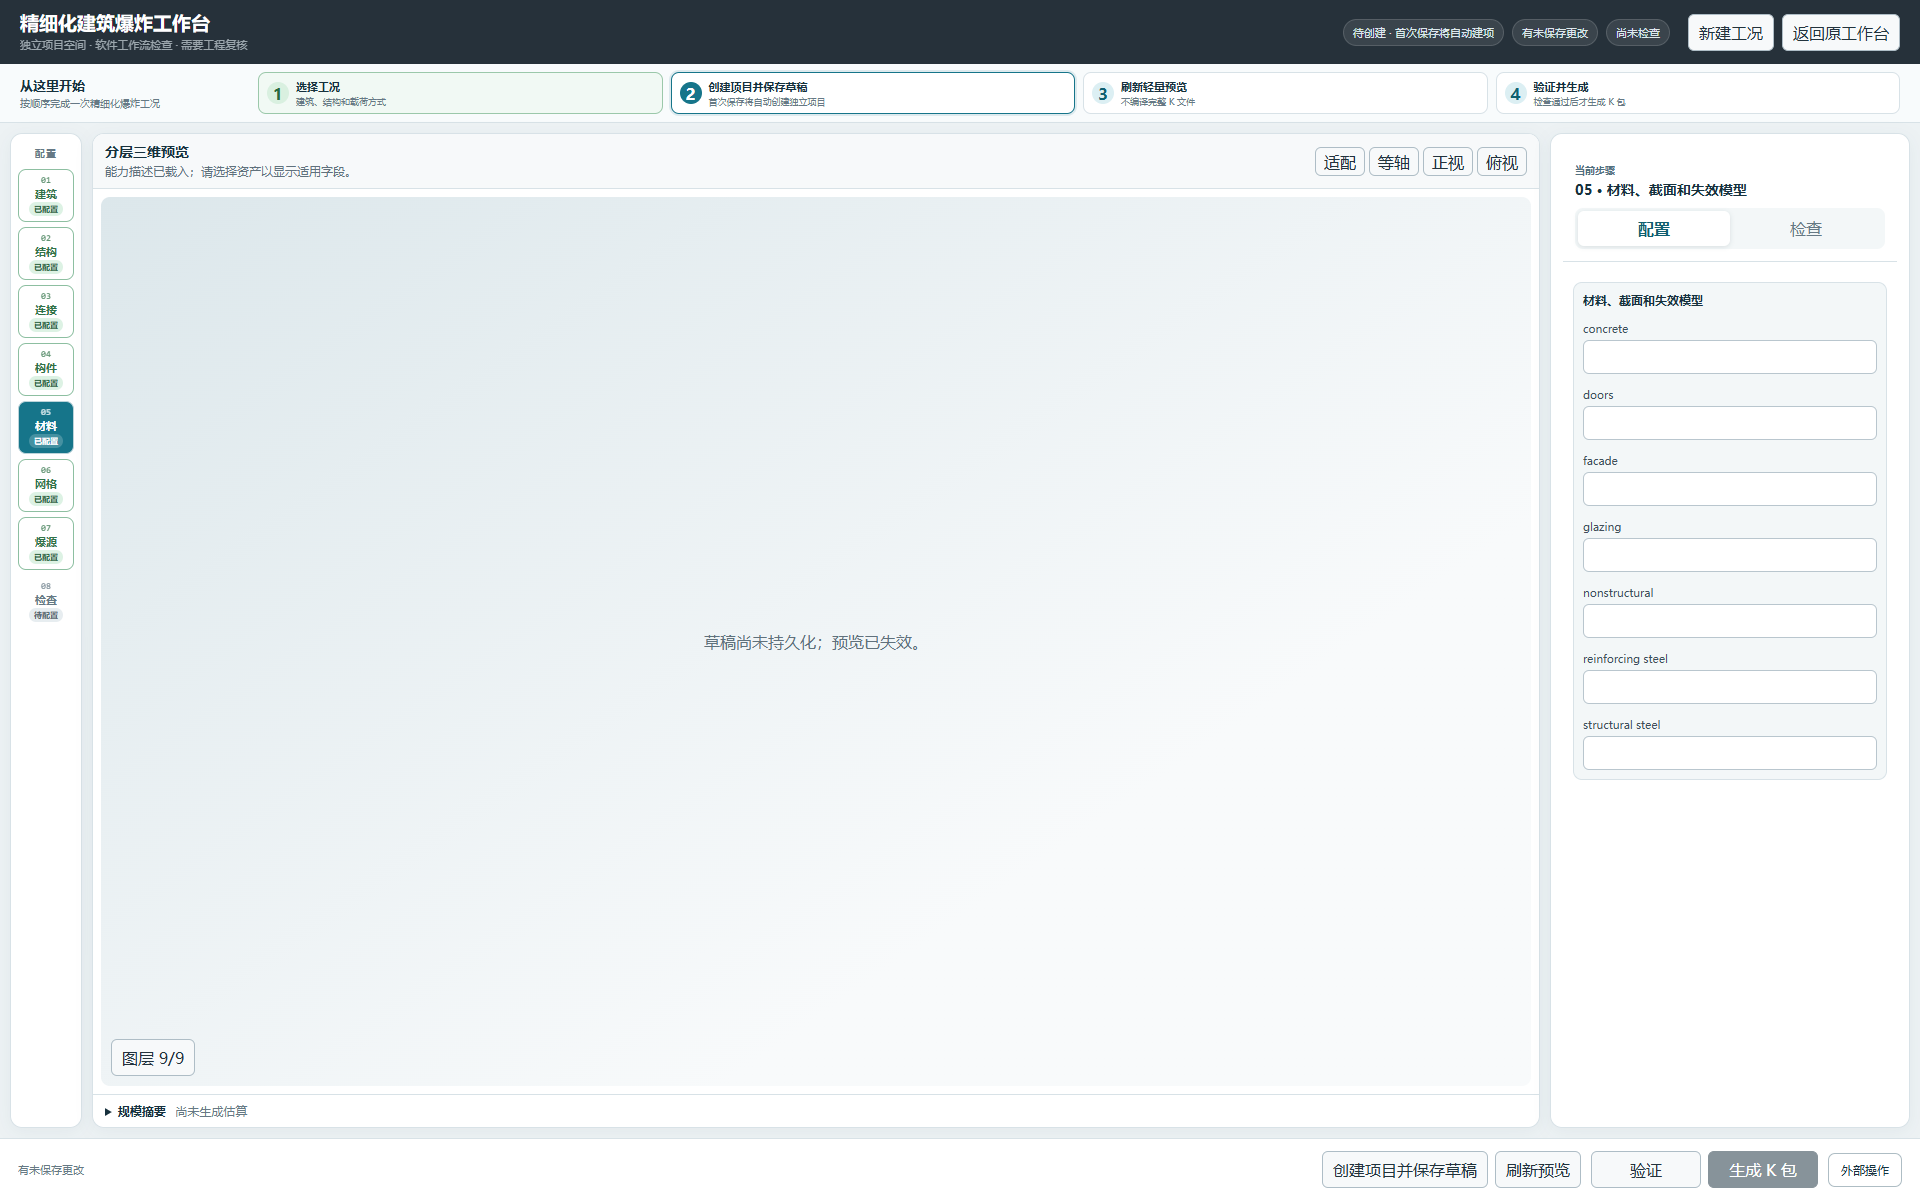 精细化建筑爆炸工作台
独立项目空间 · 软件工作流检查 · 需要工程复核
待创建 · 首次保存将自动建项
有未保存更改
尚未检查
新建工况
返回原工作台
从这里开始
按顺序完成一次精细化爆炸工况
1
选择工况
建筑、结构和载荷方式
2
创建项目并保存草稿
首次保存将自动创建独立项目
3
刷新轻量预览
不编译完整 K 文件
4
验证并生成
检查通过后才生成 K 包
配置
01
建筑
已配置
02
结构
已配置
03
连接
已配置
04
构件
已配置
05
材料
已配置
06
网格
已配置
07
爆源
已配置
08
检查
待配置
分层三维预览
能力描述已载入；请选择资产以显示适用字段。
适配
等轴
正视
俯视
草稿尚未持久化；预览已失效。
图层 9/9
▶ 规模摘要 尚未生成估算
当前步骤
05 • 材料、截面和失效模型
配置
检查
材料、截面和失效模型
concrete
doors
facade
glazing
nonstructural
reinforcing steel
structural steel
有未保存更改
创建项目并保存草稿
刷新预览
验证
生成 K 包
外部操作